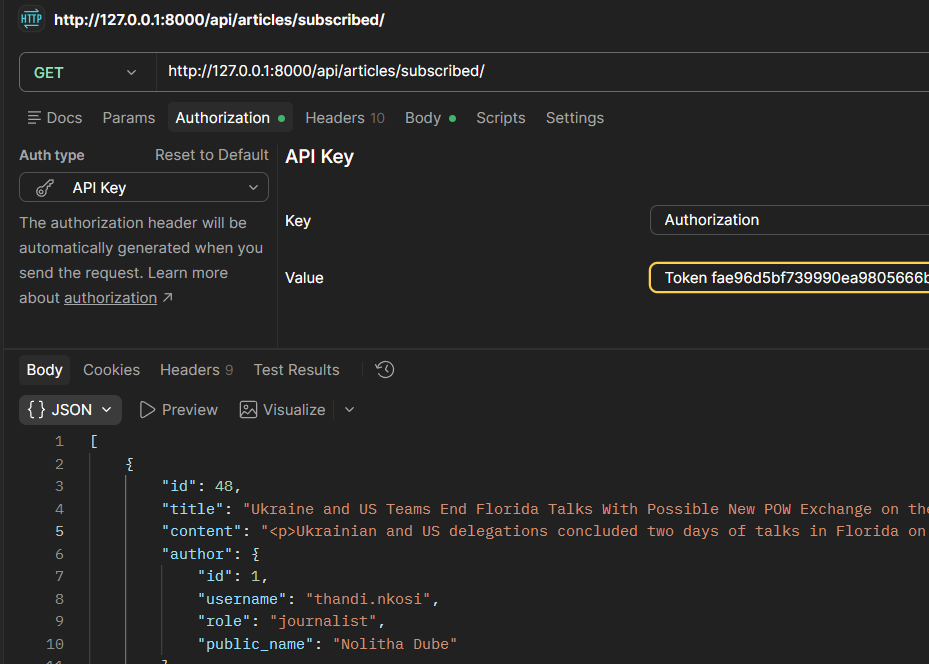 HTTP http://127.0.0.1:8000/api/articles/subscribed/
GET http://127.0.0.1:8000/api/articles/subscribed/
Docs Params Authorization Headers 10 Body Scripts Settings
Auth type Reset to Default
API Key
The authorization header will be
automatically generated when you
send the request. Learn more
about authorization ↗
API Key
Key Authorization
Value Token fae96d5bf739990ea9805666b
Body Cookies Headers 9 Test Results
{} JSON Preview Visualize
1 [
2 {
3 "id": 48,
4 "title": "Ukraine and US Teams End Florida Talks With Possible New POW Exchange on the
5 "content": "<p>Ukrainian and US delegations concluded two days of talks in Florida on
6 "author": {
7 "id": 1,
8 "username": "thandi.nkosi",
9 "role": "journalist",
10 "public_name": "Nolitha Dube"